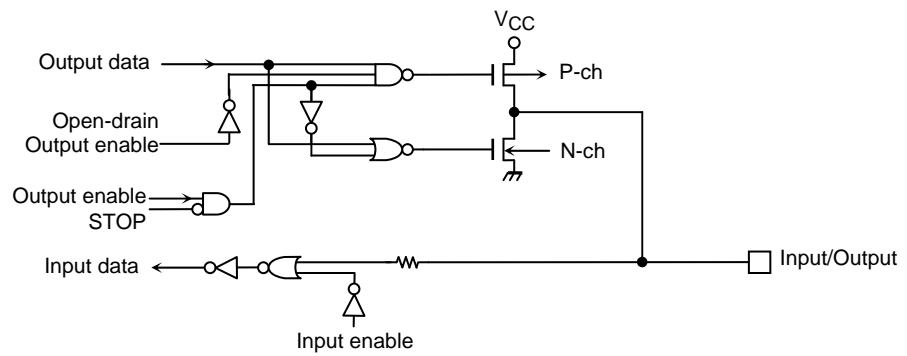 VCC
Output data
P-ch
Open-drain
Output enable
N-ch
Output enable
STOP
Input data
Input/Output
Input enable